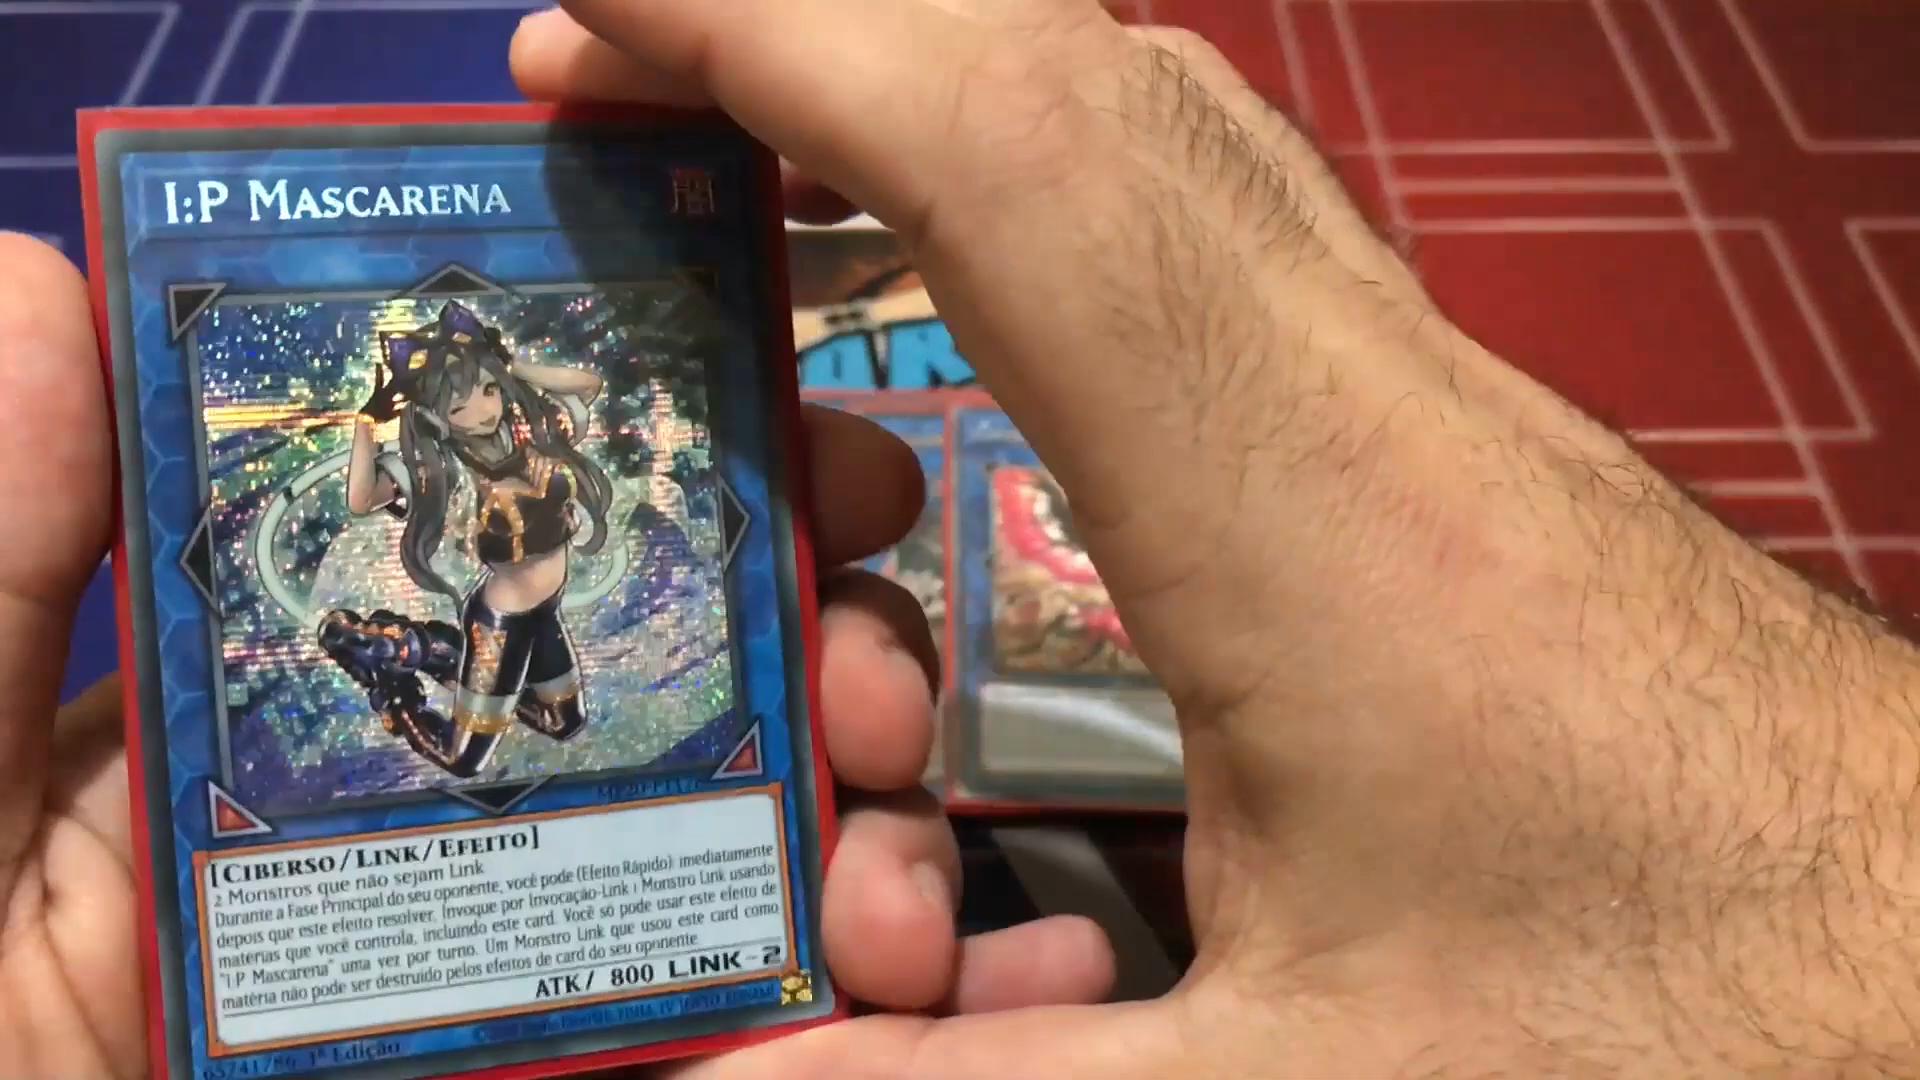 I:P MASCARENA
[CIBERSO/LINK/EFEITO]
2 Monstros que não sejam Link
Durante a Fase Principal do seu oponente, você pode (Efeito Rápido): imediatamente
depois que este efeito resolver, Invoque por Invocação-Link 1 Monstro Link usando
matérias que você controla, incluindo este card. Você só pode usar este efeito de
"I:P Mascarena" uma vez por turno. Um Monstro Link que usou este card como
matéria não pode ser destruído pelos efeitos de card do seu oponente.
ATK/ 800 LINK-2
65741786 1ª Edição